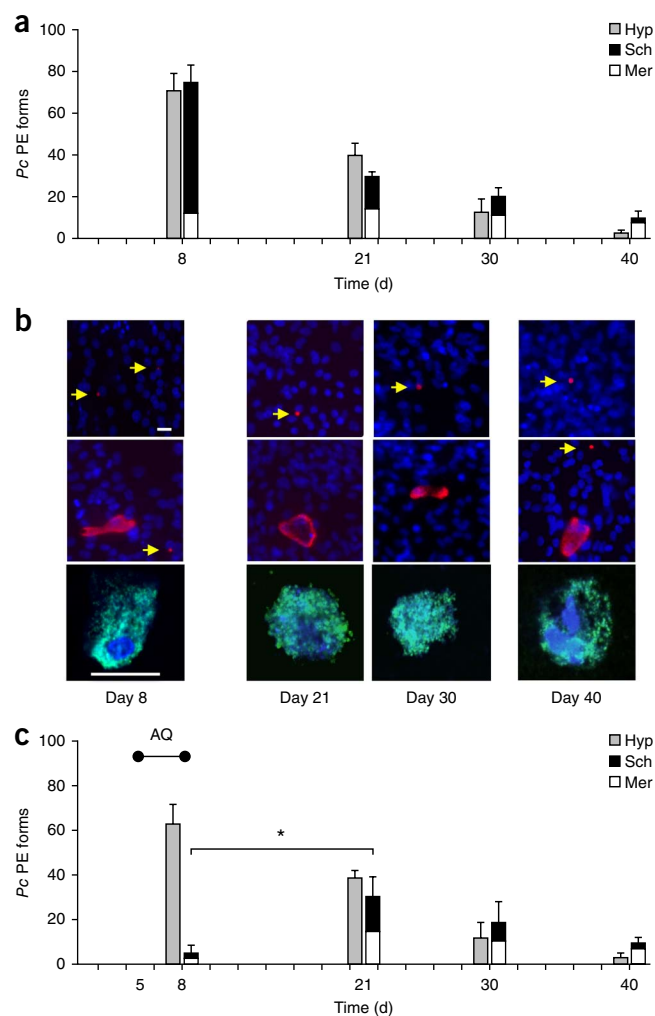 a
100
80
60
40
20
0
Pc PE forms
Hyp
Sch
Mer
8 21 30 40
Time (d)
b
Day 8 Day 21 Day 30 Day 40
c
AQ
100
80
60
40
20
0
Pc PE forms
*
Hyp
Sch
Mer
5 8 21 30 40
Time (d)